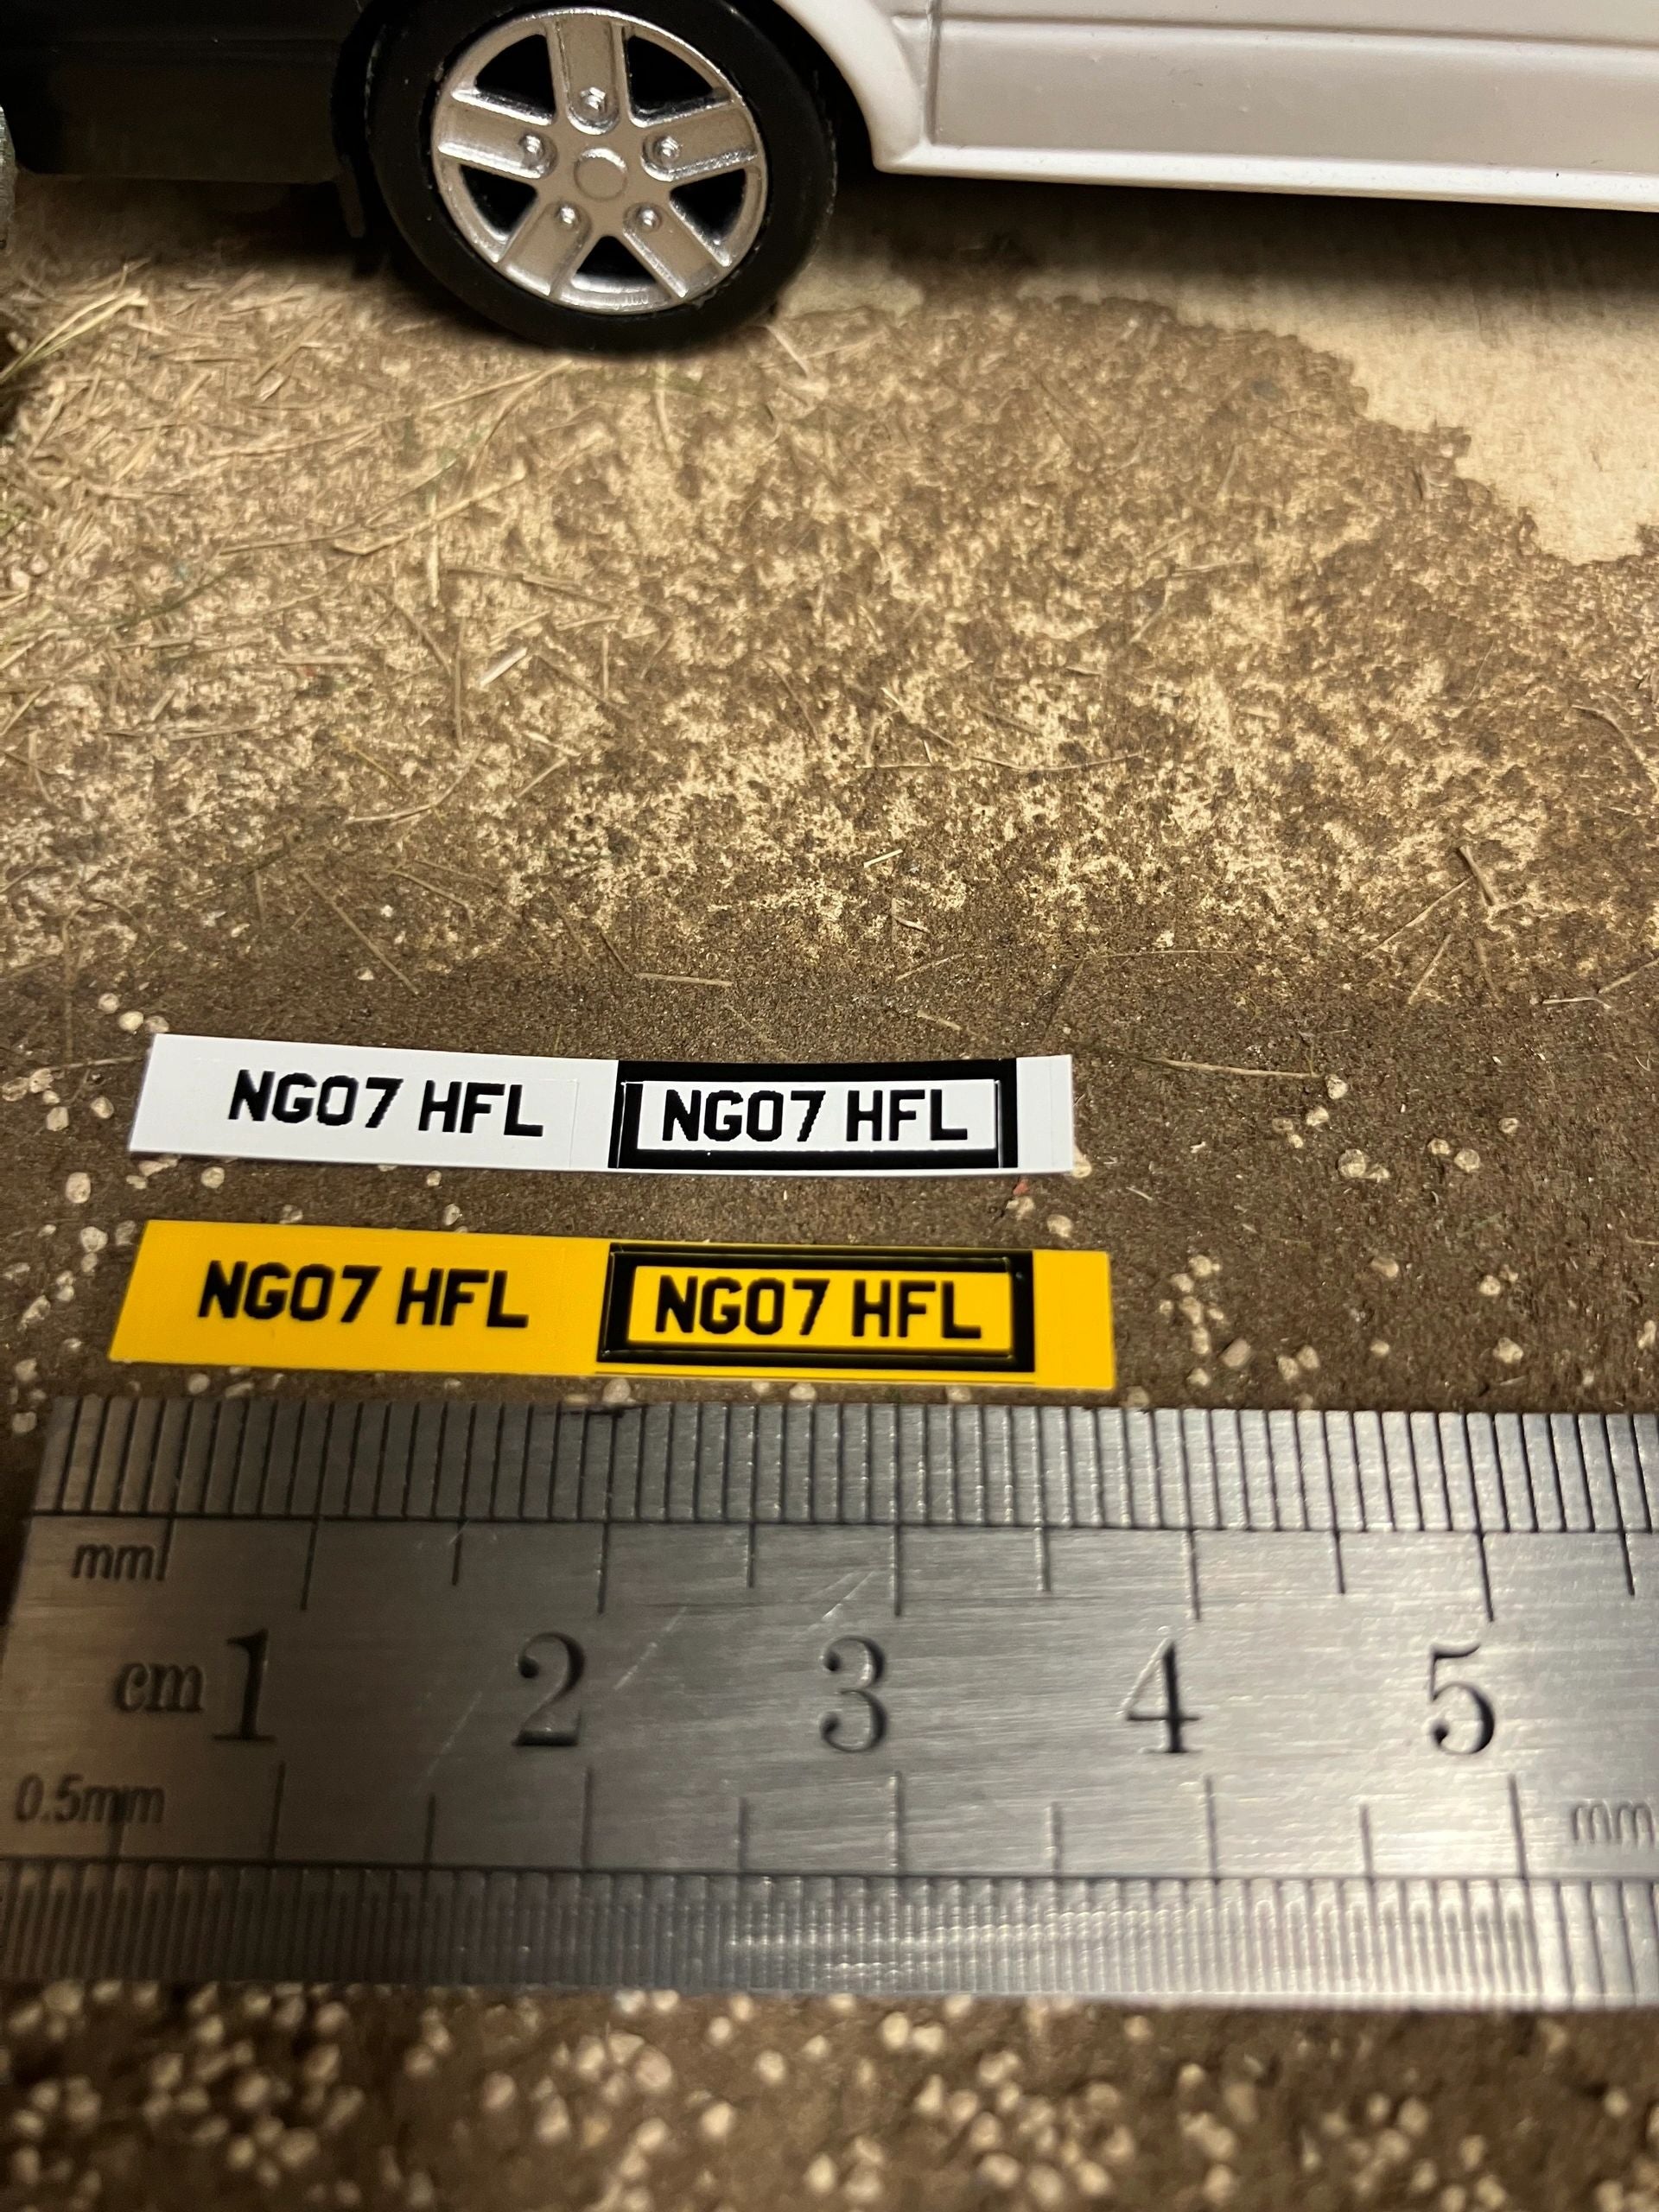 NG07 HFL NG07 HFL
NG07 HFL NG07 HFL
mm
cm 1 2 3 4 5
0.5mm mm